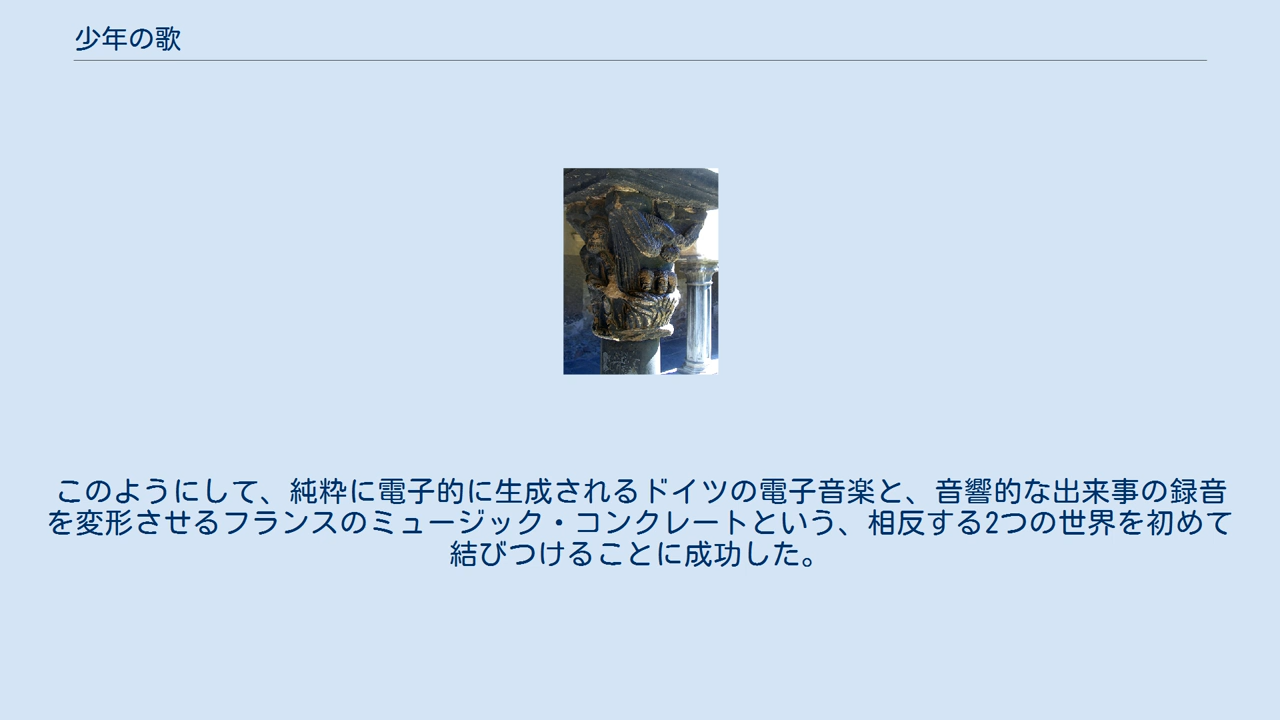 少年の歌
このようにして、純粋に電子的に生成されるドイツの電子音楽と、音響的な出来事の録音
を変形させるフランスのミュージック・コンクレートという、相反する2つの世界を初めて
結びつけることに成功した。